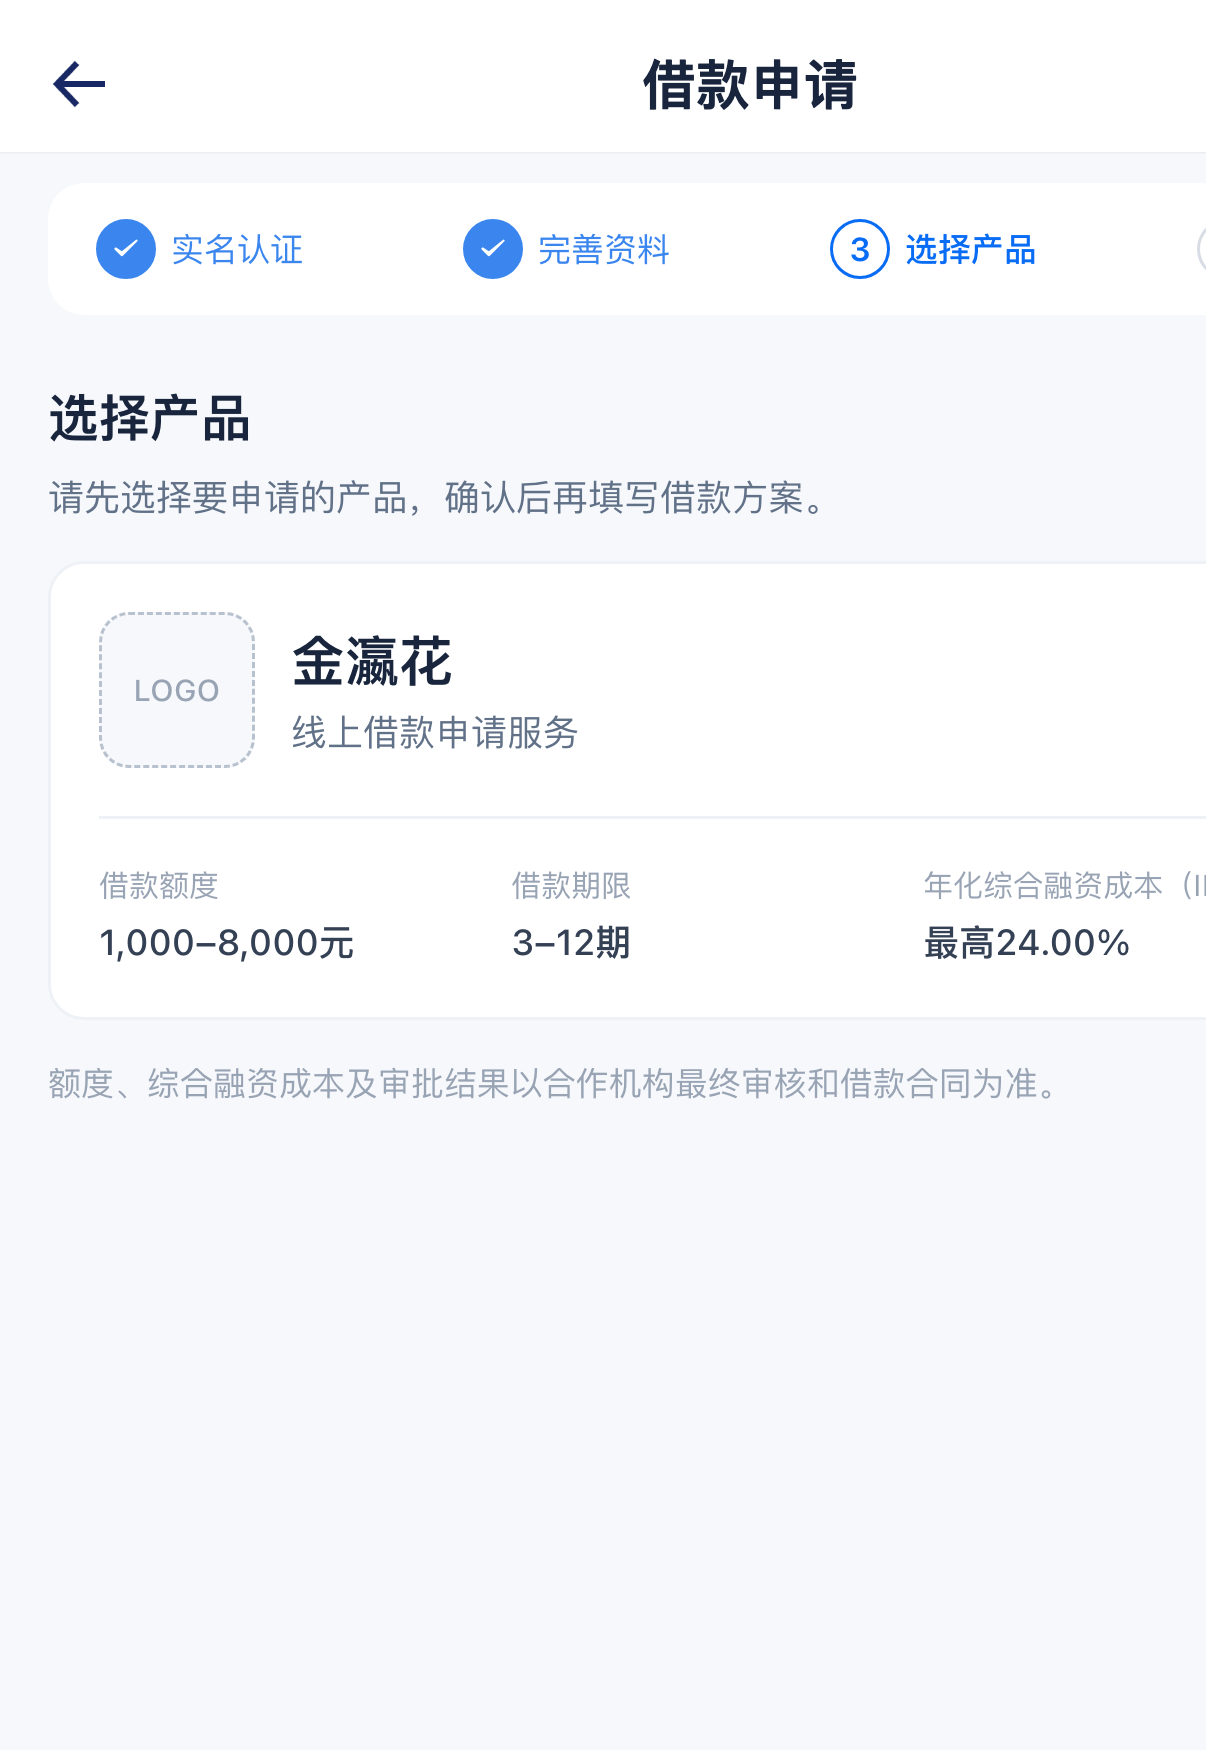 借款申请
实名认证
完善资料
3 选择产品
选择产品
请先选择要申请的产品，确认后再填写借款方案。
LOGO
金瀛花
线上借款申请服务
借款额度
借款期限
年化综合融资成本（I
1,000–8,000元
3–12期
最高24.00%
额度、综合融资成本及审批结果以合作机构最终审核和借款合同为准。